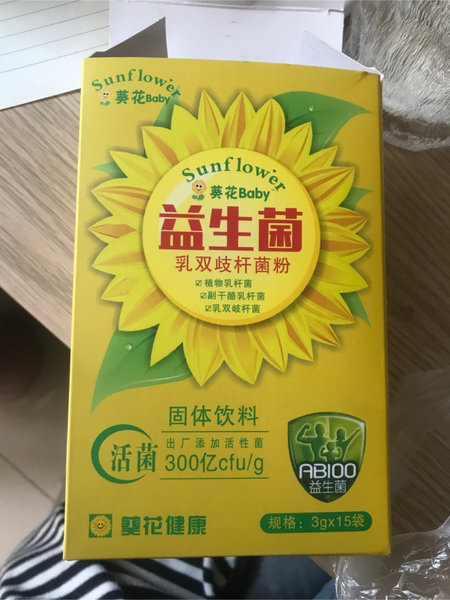 Sunflower
葵花Baby
Sunflower
葵花Baby
益生菌
乳双歧杆菌粉
☑植物乳杆菌
☑副干酪乳杆菌
☑乳双歧杆菌
固体饮料
活菌
出厂添加活性菌
300亿cfu/g
AB100
益生菌
葵花健康
规格：3gx15袋